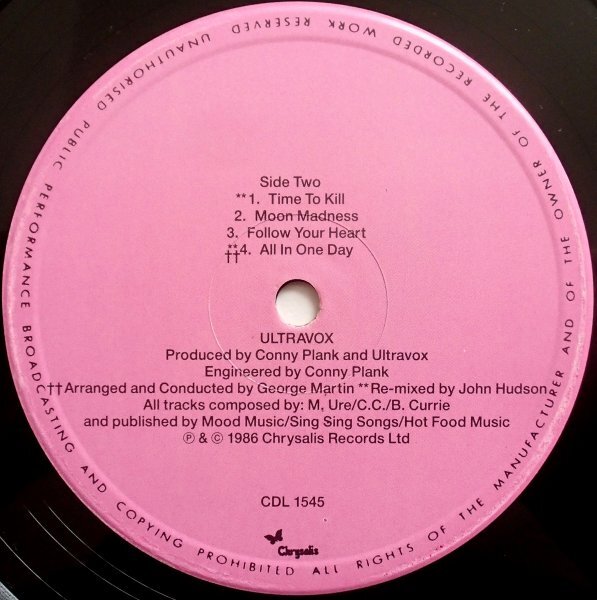 Side Two
**1. Time To Kill
2. Moon Madness
3. Follow Your Heart
**
††4. All In One Day
ULTRAVOX
Produced by Conny Plank and Ultravox
Engineered by Conny Plank
††Arranged and Conducted by George Martin **Re-mixed by John Hudson
All tracks composed by: M, Ure/C.C./B. Currie
and published by Mood Music/Sing Sing Songs/Hot Food Music
Ⓟ & © 1986 Chrysalis Records Ltd
CDL 1545
Chrysalis
UNAUTHORISED PUBLIC PERFORMANCE BROADCASTING AND COPYING PROHIBITED ALL RIGHTS OF THE MANUFACTURER AND OF THE OWNER OF THE RECORDED WORK RESERVED